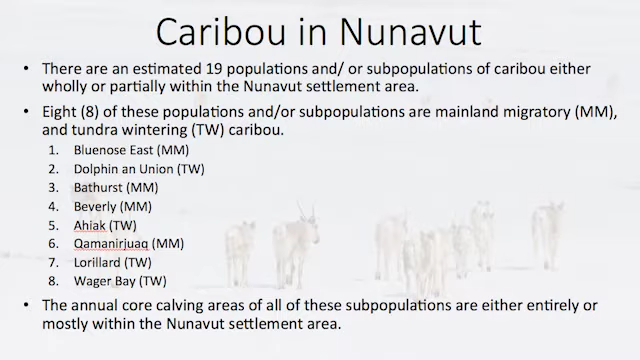 Caribou in Nunavut
• There are an estimated 19 populations and/ or subpopulations of caribou either
wholly or partially within the Nunavut settlement area.
• Eight (8) of these populations and/or subpopulations are mainland migratory (MM),
and tundra wintering (TW) caribou.
1. Bluenose East (MM)
2. Dolphin an Union (TW)
3. Bathurst (MM)
4. Beverly (MM)
5. Ahiak (TW)
6. Qamanirjuaq (MM)
7. Lorillard (TW)
8. Wager Bay (TW)
• The annual core calving areas of all of these subpopulations are either entirely or
mostly within the Nunavut settlement area.